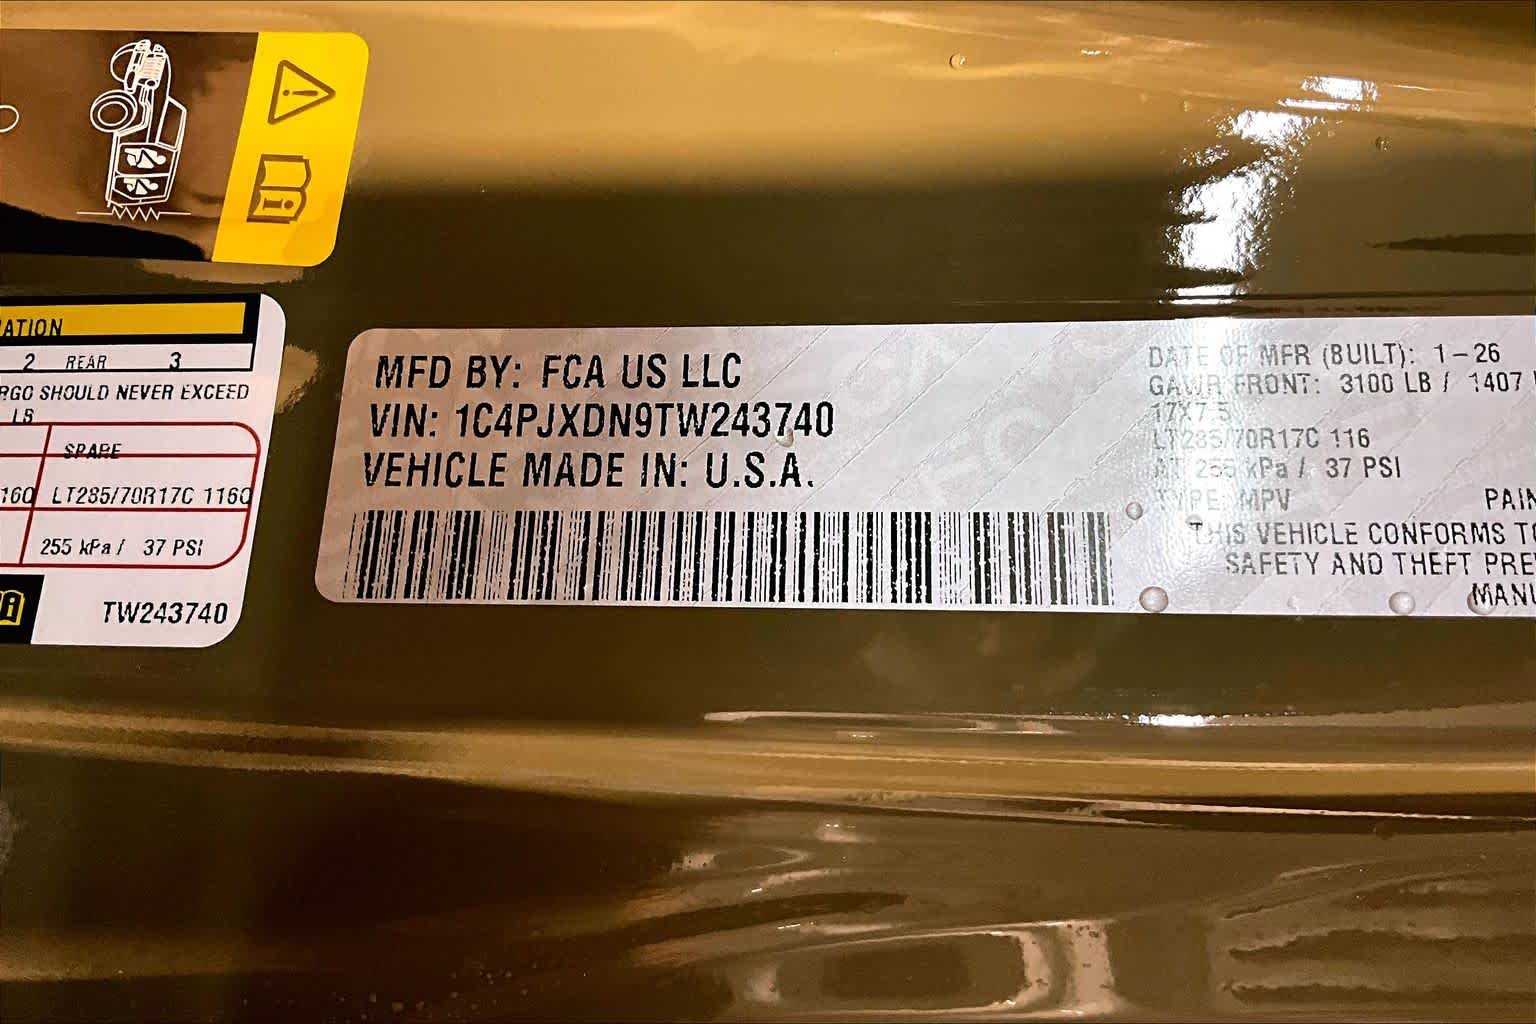 ATION
2 REAR 3
RGO SHOULD NEVER EXCEED
LB
SPARE
116Q LT285/70R17C 116Q
255 kPa / 37 PSI
TW243740
MFD BY: FCA US LLC
VIN: 1C4PJXDN9TW243740
VEHICLE MADE IN: U.S.A.
DATE OF MFR (BUILT): 1-26
GAWR FRONT: 3100 LB / 1407
17X7.5
LT285/70R17C 116
AT 255 kPa / 37 PSI
TYPE: MPV PAIN
THIS VEHICLE CONFORMS TO
SAFETY AND THEFT PRE
MANU